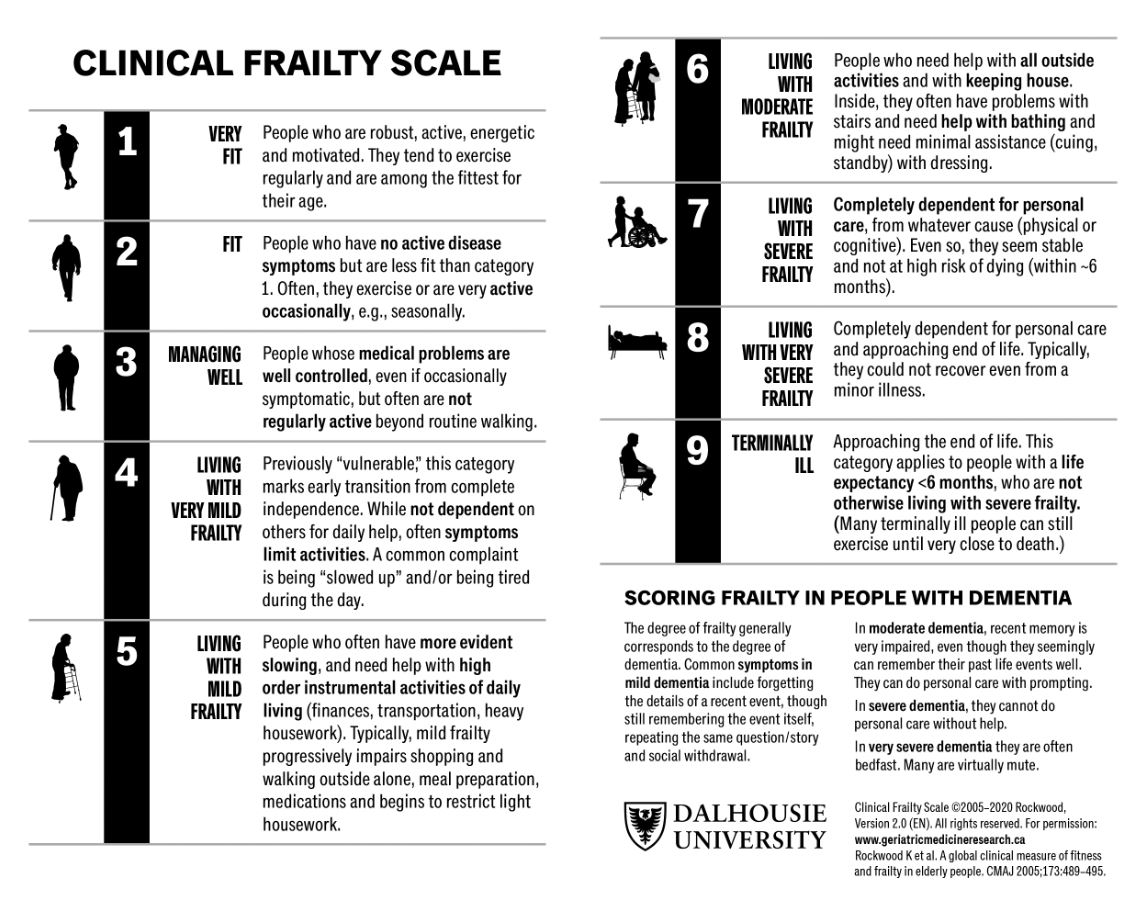 CLINICAL FRAILTY SCALE
1
VERY
FIT
People who are robust, active, energetic
and motivated. They tend to exercise
regularly and are among the fittest for
their age.
2
FIT
People who have no active disease
symptoms but are less fit than category
1. Often, they exercise or are very active
occasionally, e.g., seasonally.
3
MANAGING
WELL
People whose medical problems are
well controlled, even if occasionally
symptomatic, but often are not
regularly active beyond routine walking.
4
LIVING
WITH
VERY MILD
FRAILTY
Previously “vulnerable,” this category
marks early transition from complete
independence. While not dependent on
others for daily help, often symptoms
limit activities. A common complaint
is being “slowed up” and/or being tired
during the day.
5
LIVING
WITH
MILD
FRAILTY
People who often have more evident
slowing, and need help with high
order instrumental activities of daily
living (finances, transportation, heavy
housework). Typically, mild frailty
progressively impairs shopping and
walking outside alone, meal preparation,
medications and begins to restrict light
housework.
6
LIVING
WITH
MODERATE
FRAILTY
People who need help with all outside
activities and with keeping house.
Inside, they often have problems with
stairs and need help with bathing and
might need minimal assistance (cuing,
standby) with dressing.
7
LIVING
WITH
SEVERE
FRAILTY
Completely dependent for personal
care, from whatever cause (physical or
cognitive). Even so, they seem stable
and not at high risk of dying (within ~6
months).
8
LIVING
WITH VERY
SEVERE
FRAILTY
Completely dependent for personal care
and approaching end of life. Typically,
they could not recover even from a
minor illness.
9
TERMINALLY
ILL
Approaching the end of life. This
category applies to people with a life
expectancy <6 months, who are not
otherwise living with severe frailty.
(Many terminally ill people can still
exercise until very close to death.)
SCORING FRAILTY IN PEOPLE WITH DEMENTIA
The degree of frailty generally
corresponds to the degree of
dementia. Common symptoms in
mild dementia include forgetting
the details of a recent event, though
still remembering the event itself,
repeating the same question/story
and social withdrawal.
In moderate dementia, recent memory is
very impaired, even though they seemingly
can remember their past life events well.
They can do personal care with prompting.
In severe dementia, they cannot do
personal care without help.
In very severe dementia they are often
bedfast. Many are virtually mute.
DALHOUSIE
UNIVERSITY
Clinical Frailty Scale ©2005–2020 Rockwood,
Version 2.0 (EN). All rights reserved. For permission:
www.geriatricmedicineresearch.ca
Rockwood K et al. A global clinical measure of fitness
and frailty in elderly people. CMAJ 2005;173:489–495.